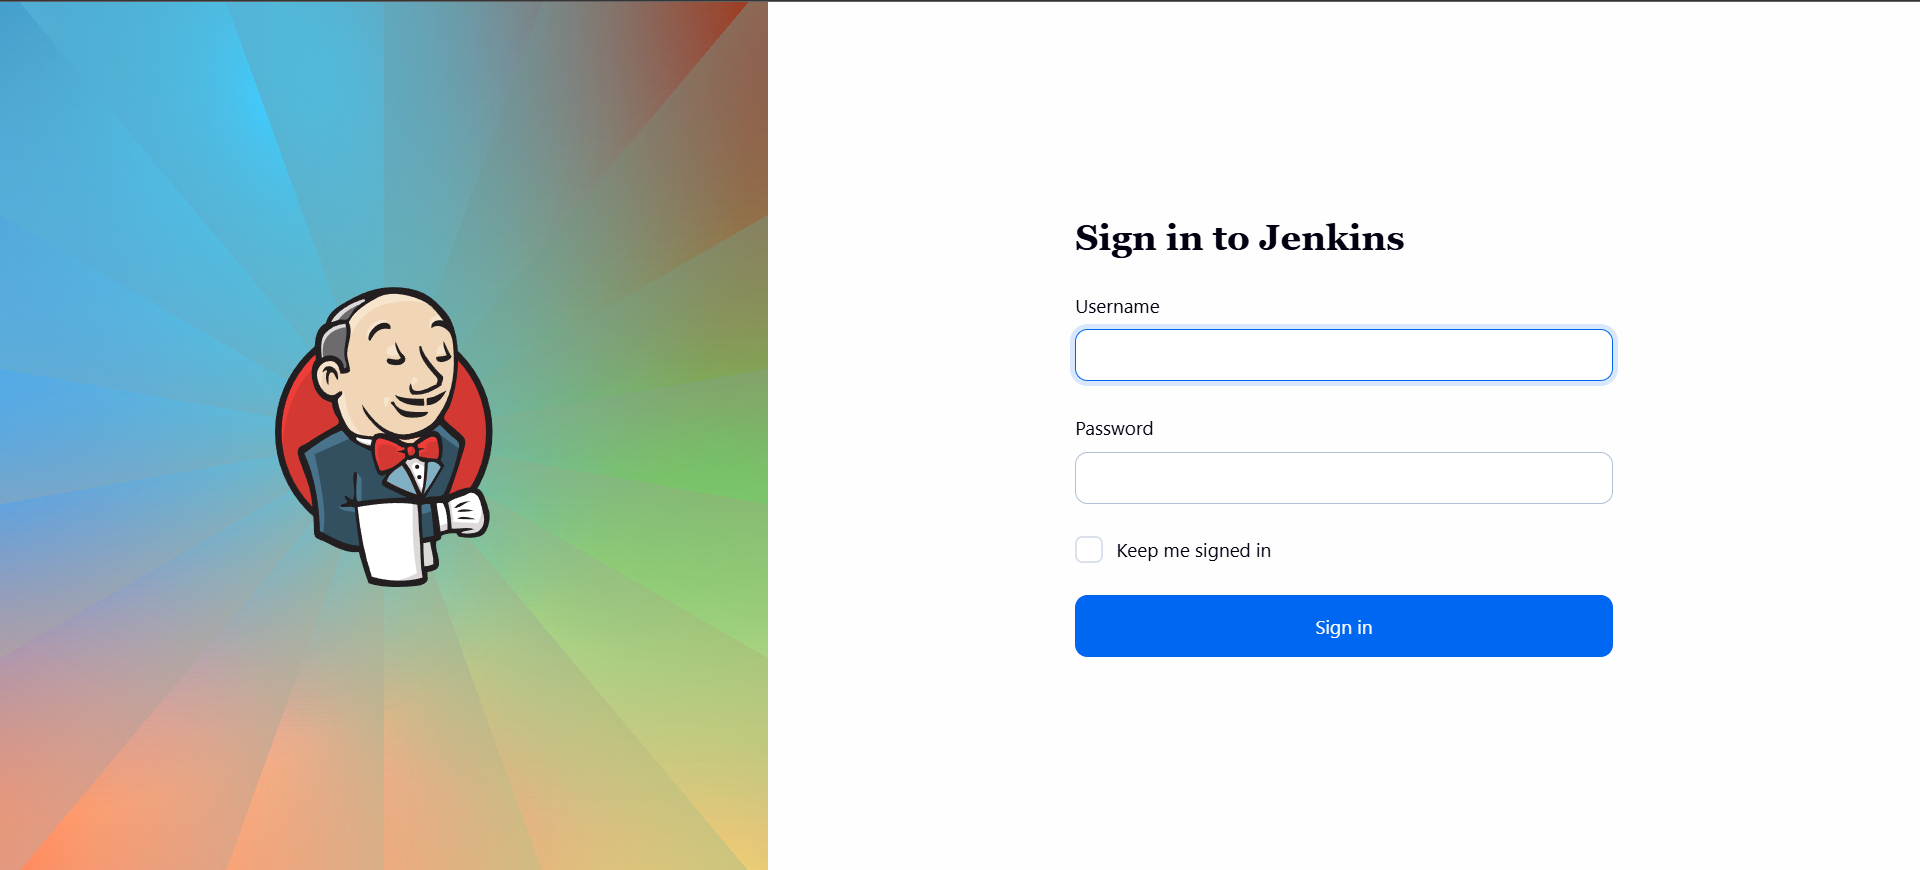 Sign in to Jenkins
Username
Password
Keep me signed in
Sign in